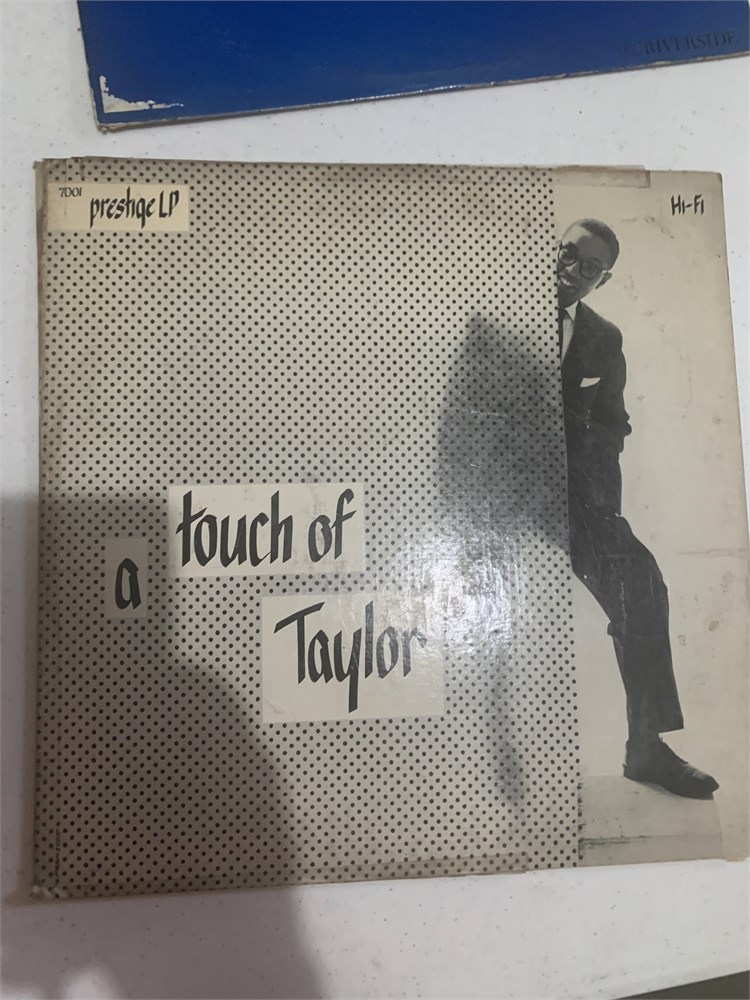 RIVERSIDE
7001
prestige LP
Hi-Fi
a
touch of
Taylor